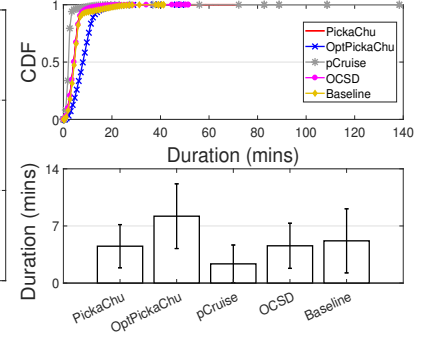 1
0.5
0
CDF
PickaChu
OptPickaChu
pCruise
OCSD
Baseline
0 20 40 60 80 100 120 140
Duration (mins)
14
7
0
Duration (mins)
PickaChu OptPickaChu pCruise OCSD Baseline